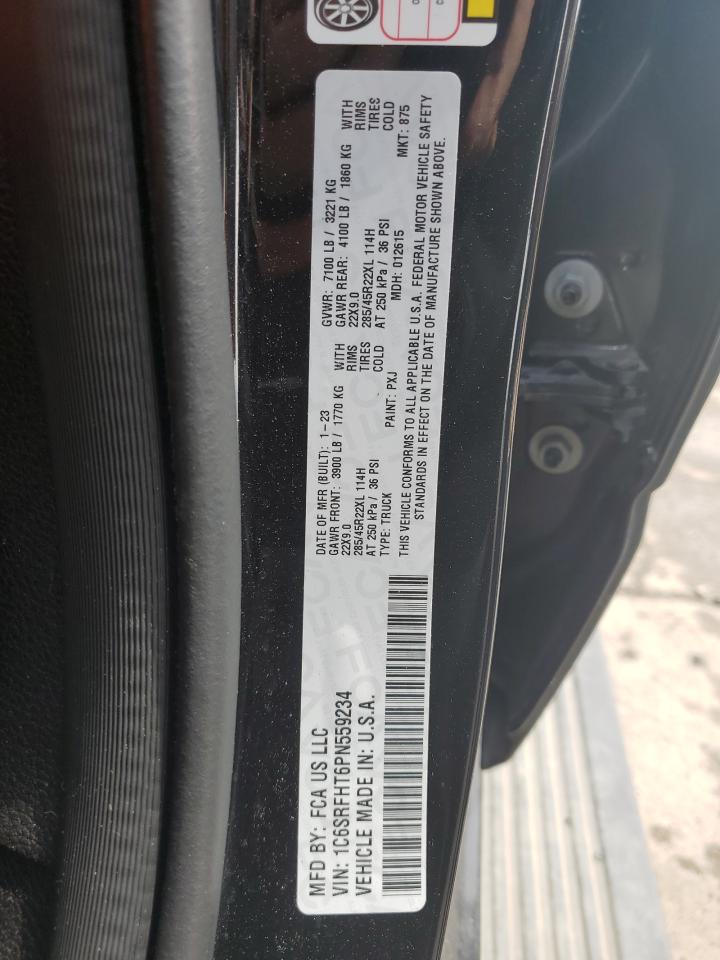 MFD BY: FCA US LLC
DATE OF MFR (BUILT): 1-23
GVWR: 7100 LB / 3221 KG
VIN: 1C6SRFHT6PN559234
GAWR FRONT: 3900 LB / 1770 KG WITH
GAWR REAR: 4100 LB / 1860 KG WITH
VEHICLE MADE IN: U.S.A.
22X9.0 RIMS
22X9.0 RIMS
285/45R22XL 114H TIRES
285/45R22XL 114H TIRES
AT 250 kPa / 36 PSI COLD
AT 250 kPa / 36 PSI COLD
TYPE: TRUCK PAINT: PXJ MDH: 012615 MKT: 875
THIS VEHICLE CONFORMS TO ALL APPLICABLE U.S.A. FEDERAL MOTOR VEHICLE SAFETY
STANDARDS IN EFFECT ON THE DATE OF MANUFACTURE SHOWN ABOVE.